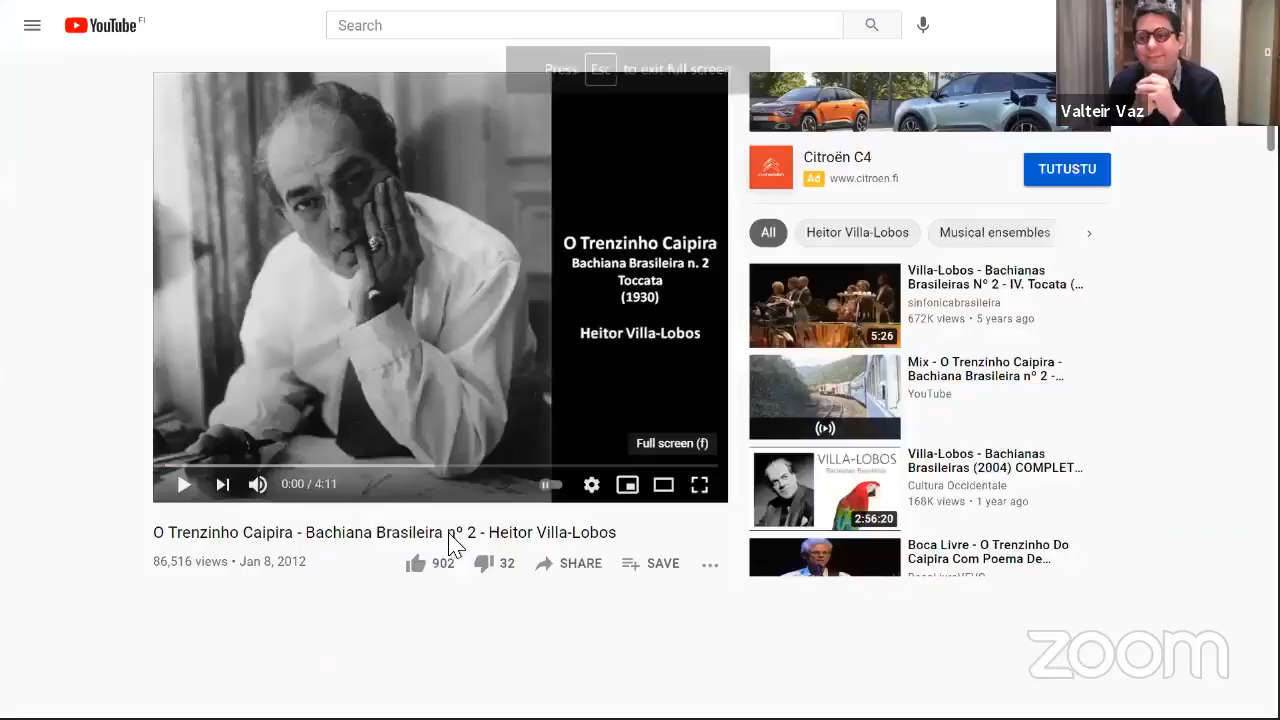 YouTube FI
Search
Press Esc to exit full screen
Valteir Vaz
O Trenzinho Caipira
Bachiana Brasileira n. 2
Toccata
(1930)
Heitor Villa-Lobos
Full screen (f)
0:00 / 4:11
O Trenzinho Caipira - Bachiana Brasileira nº 2 - Heitor Villa-Lobos
86,516 views • Jan 8, 2012
902
32
SHARE
SAVE
Citroën C4
Ad www.citroen.fi
TUTUSTU
All
Heitor Villa-Lobos
Musical ensembles
Villa-Lobos - Bachianas
Brasileiras Nº 2 - IV. Tocata (...
sinfonicabrasileira
672K views • 5 years ago
5:26
Mix - O Trenzinho Caipira -
Bachiana Brasileira nº 2 -...
YouTube
VILLA-LOBOS
Villa-Lobos - Bachianas
Brasileiras (2004) COMPLET...
Cultura Occidentale
168K views • 1 year ago
2:56:20
Boca Livre - O Trenzinho Do
Caipira Com Poema De...
zoom